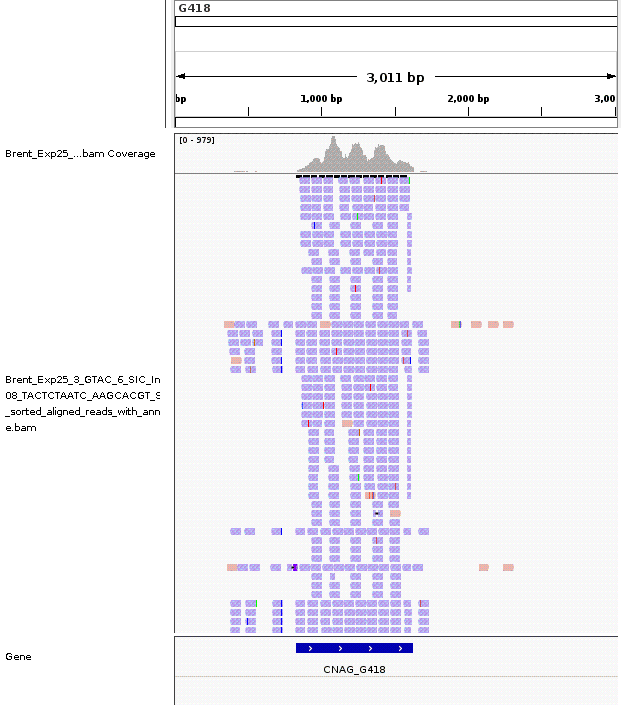 G418
3,011 bp
bp 1,000 bp 2,000 bp 3,00
[0 - 979]
Brent_Exp25_...bam Coverage
Brent_Exp25_3_GTAC_6_SIC_In
08_TACTCTAATC_AAGCACGT_S
_sorted_aligned_reads_with_ann
e.bam
Gene
CNAG_G418